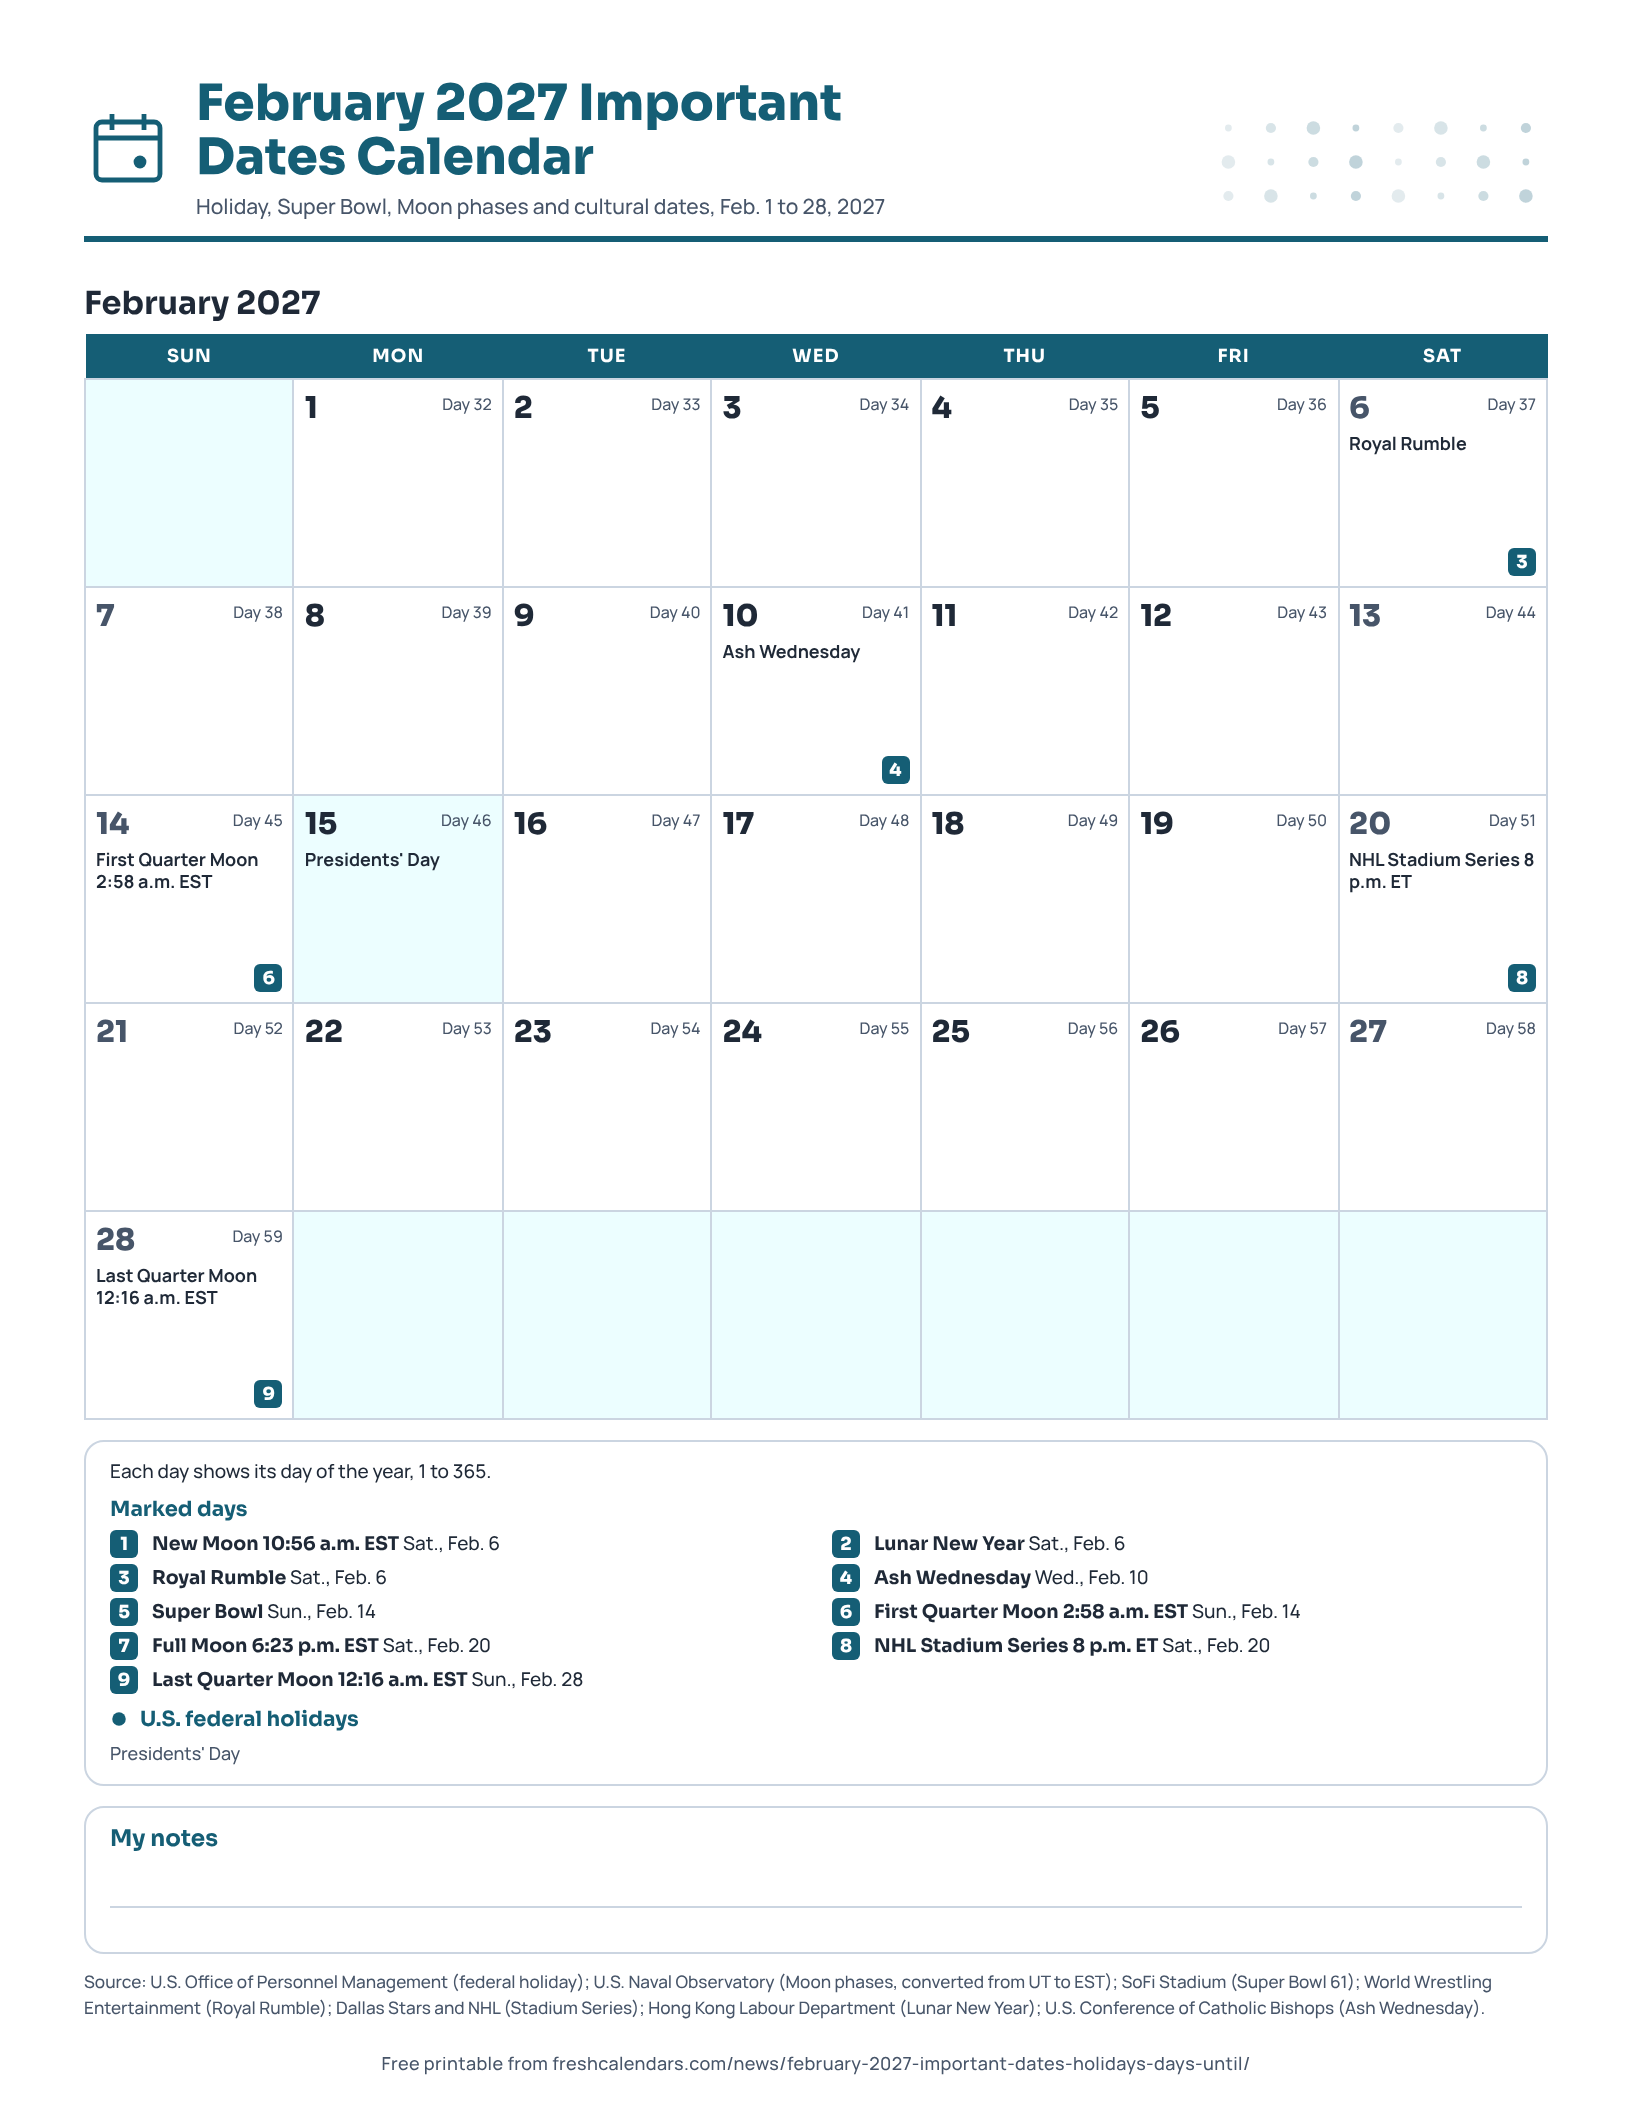 February 2027 Important
Dates Calendar
Holiday, Super Bowl, Moon phases and cultural dates, Feb. 1 to 28, 2027
February 2027
SUN MON TUE WED THU FRI SAT
1 Day 32 2 Day 33 3 Day 34 4 Day 35 5 Day 36 6 Day 37
Royal Rumble
3
7 Day 38 8 Day 39 9 Day 40 10 Day 41 11 Day 42 12 Day 43 13 Day 44
Ash Wednesday
4
14 Day 45 15 Day 46 16 Day 47 17 Day 48 18 Day 49 19 Day 50 20 Day 51
First Quarter Moon Presidents' Day NHL Stadium Series 8
2:58 a.m. EST p.m. ET
6 8
21 Day 52 22 Day 53 23 Day 54 24 Day 55 25 Day 56 26 Day 57 27 Day 58
28 Day 59
Last Quarter Moon
12:16 a.m. EST
9
Each day shows its day of the year, 1 to 365.
Marked days
1 New Moon 10:56 a.m. EST Sat., Feb. 6 2 Lunar New Year Sat., Feb. 6
3 Royal Rumble Sat., Feb. 6 4 Ash Wednesday Wed., Feb. 10
5 Super Bowl Sun., Feb. 14 6 First Quarter Moon 2:58 a.m. EST Sun., Feb. 14
7 Full Moon 6:23 p.m. EST Sat., Feb. 20 8 NHL Stadium Series 8 p.m. ET Sat., Feb. 20
9 Last Quarter Moon 12:16 a.m. EST Sun., Feb. 28
U.S. federal holidays
Presidents' Day
My notes
Source: U.S. Office of Personnel Management (federal holiday); U.S. Naval Observatory (Moon phases, converted from UT to EST); SoFi Stadium (Super Bowl 61); World Wrestling
Entertainment (Royal Rumble); Dallas Stars and NHL (Stadium Series); Hong Kong Labour Department (Lunar New Year); U.S. Conference of Catholic Bishops (Ash Wednesday).
Free printable from freshcalendars.com/news/february-2027-important-dates-holidays-days-until/